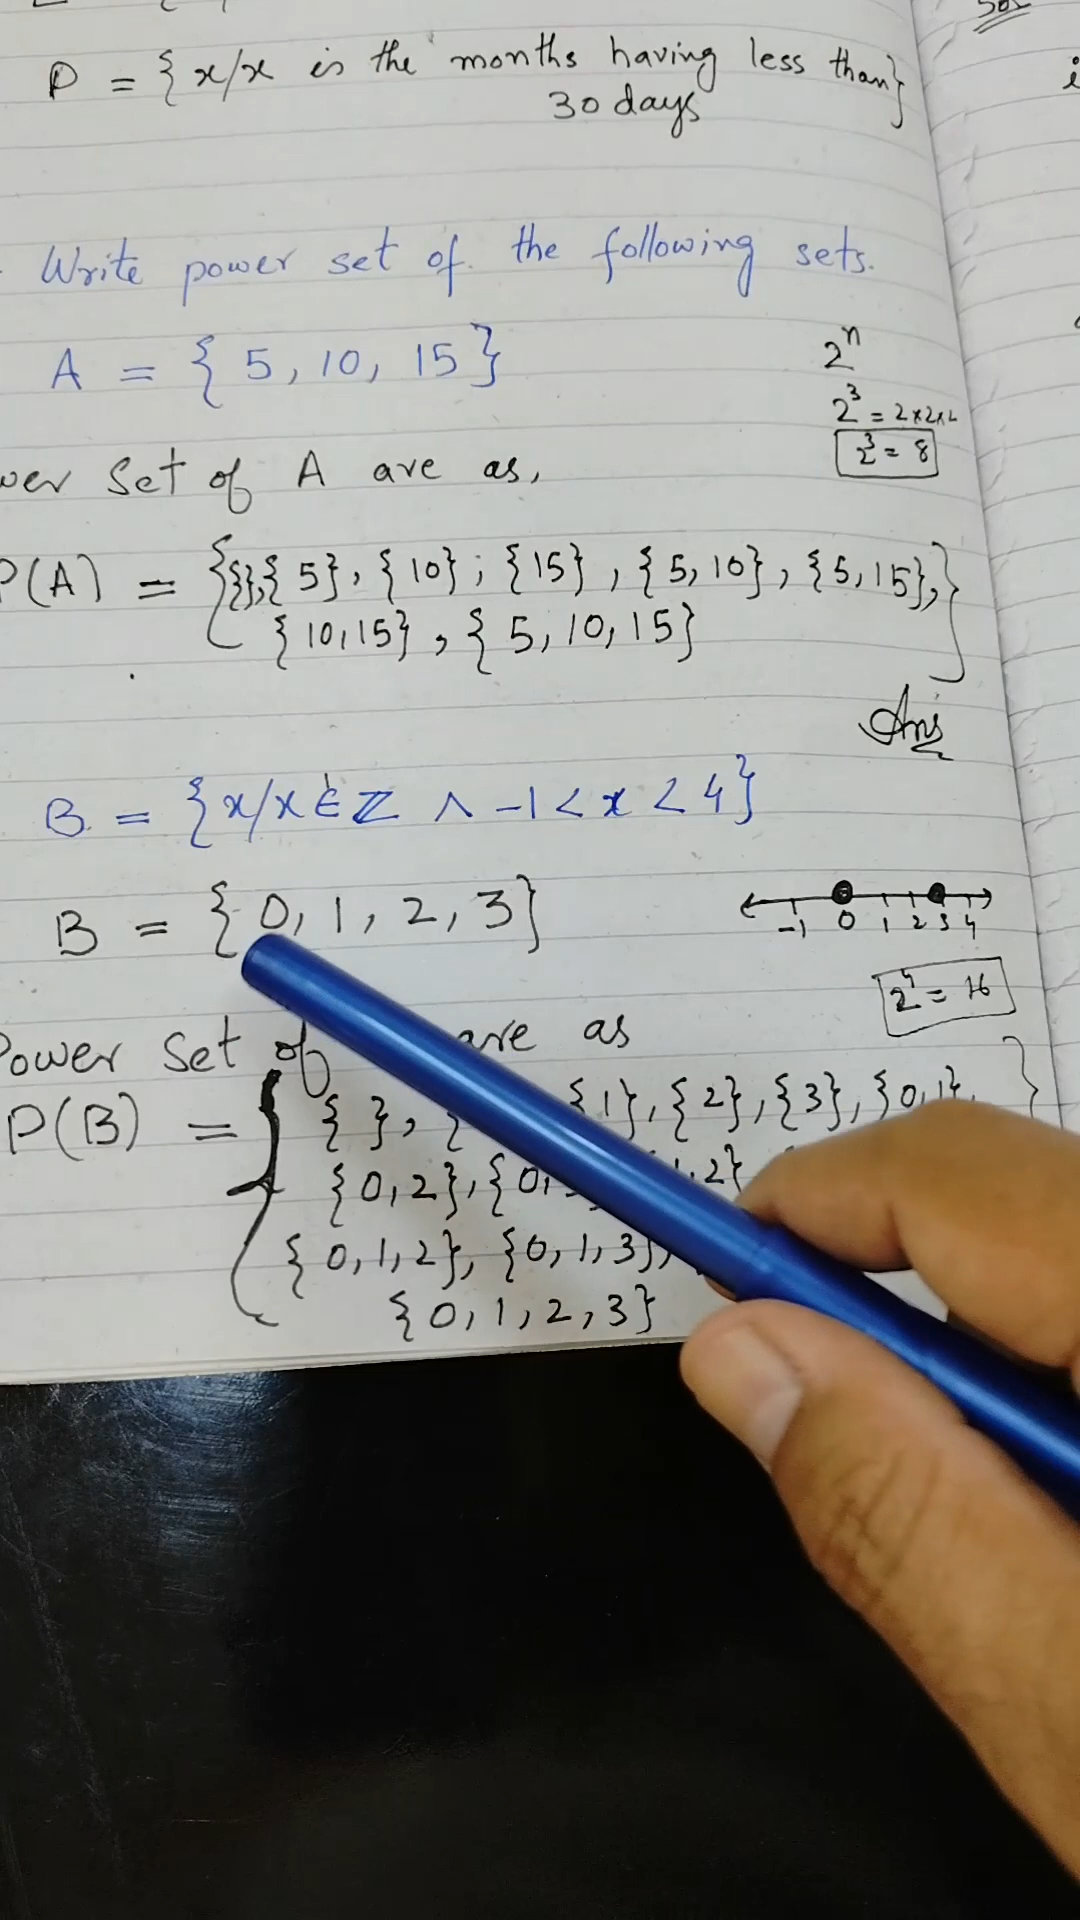 P = {x/x is the months having less than}
30 days
Write power set of the following sets.
A = { 5, 10, 15 }
2ⁿ
2³ = 2×2×2
2³ = 8
wer Set of A are as,
P(A) = {{},{ 5}, { 10}; {15} , {5, 10} , {5, 15},
{ 10, 15} , { 5, 10, 15} }
Ans
B = {x/x ∈ ℤ ∧ -1 < x < 4}
B = { 0, 1, 2, 3 }
-1 0 1 2 3 4
2⁴ = 16
Power Set of are as
P(B) = { { }, { {1}, {2}, {3}, {0,1}, }
{0,2}, {0, ,2}
{ 0, 1, 2}, {0, 1, 3},
{ 0, 1, 2, 3}